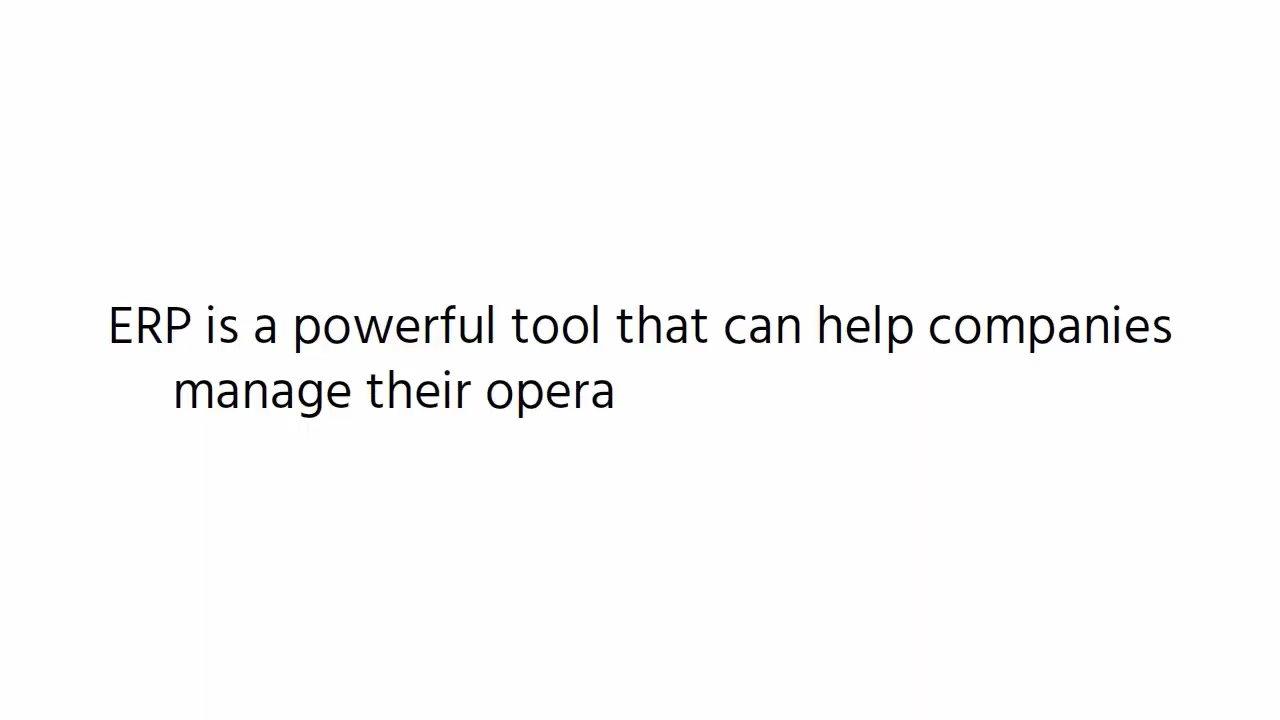 ERP is a powerful tool that can help companies
manage their opera